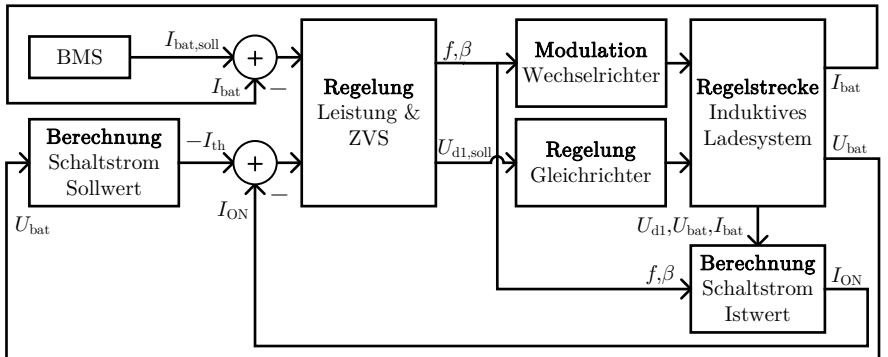 BMS
I_bat,soll
+
−
I_bat
Regelung
Leistung &
ZVS
f,β
Modulation
Wechselrichter
Regelstrecke
Induktives
Ladesystem
I_bat
Berechnung
Schaltstrom
Sollwert
−I_th
+
−
I_ON
U_bat
U_d1,soll
Regelung
Gleichrichter
U_bat
U_d1,U_bat,I_bat
f,β
Berechnung
Schaltstrom
Istwert
I_ON